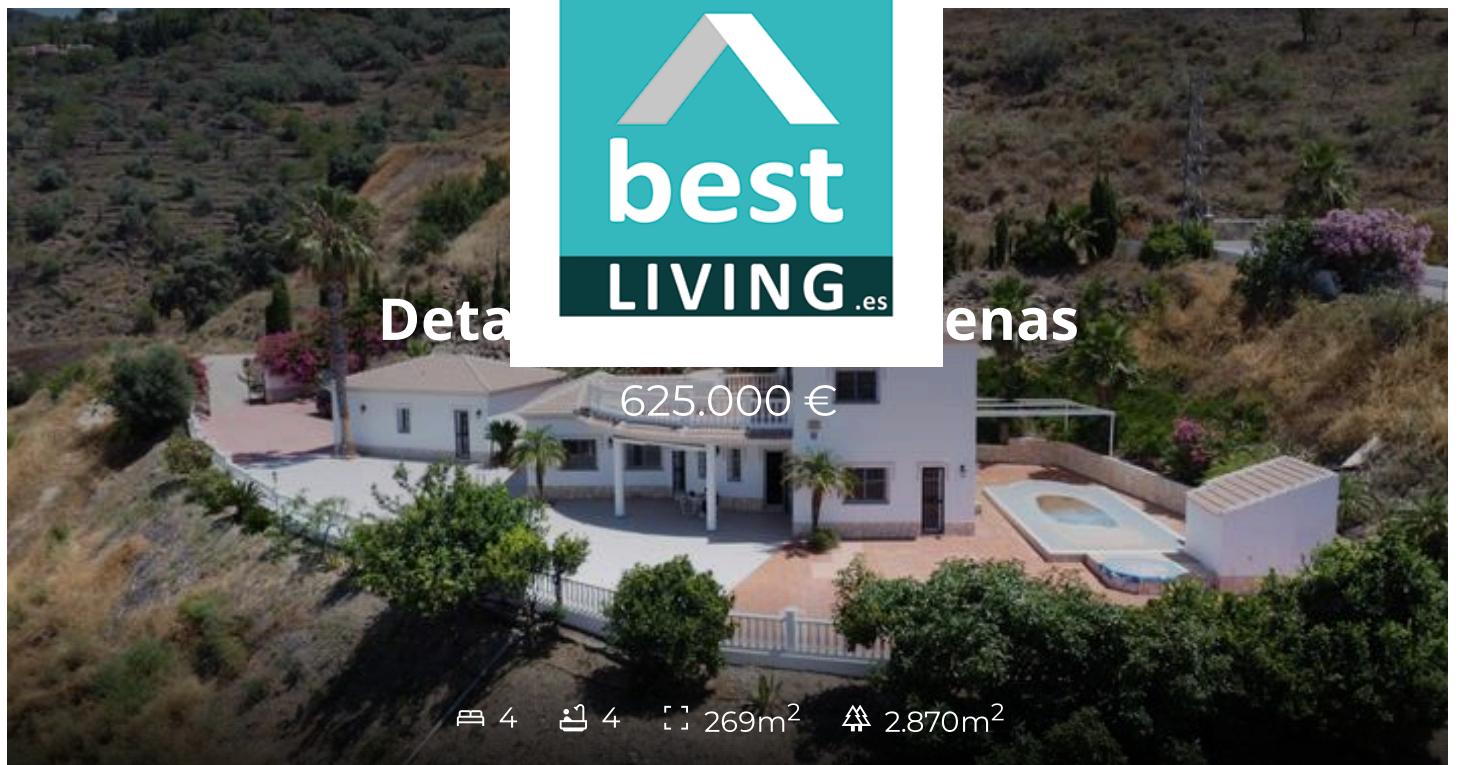 best
LIVING.es
Deta enas
625.000 €
4 4 269m² 2.870m²